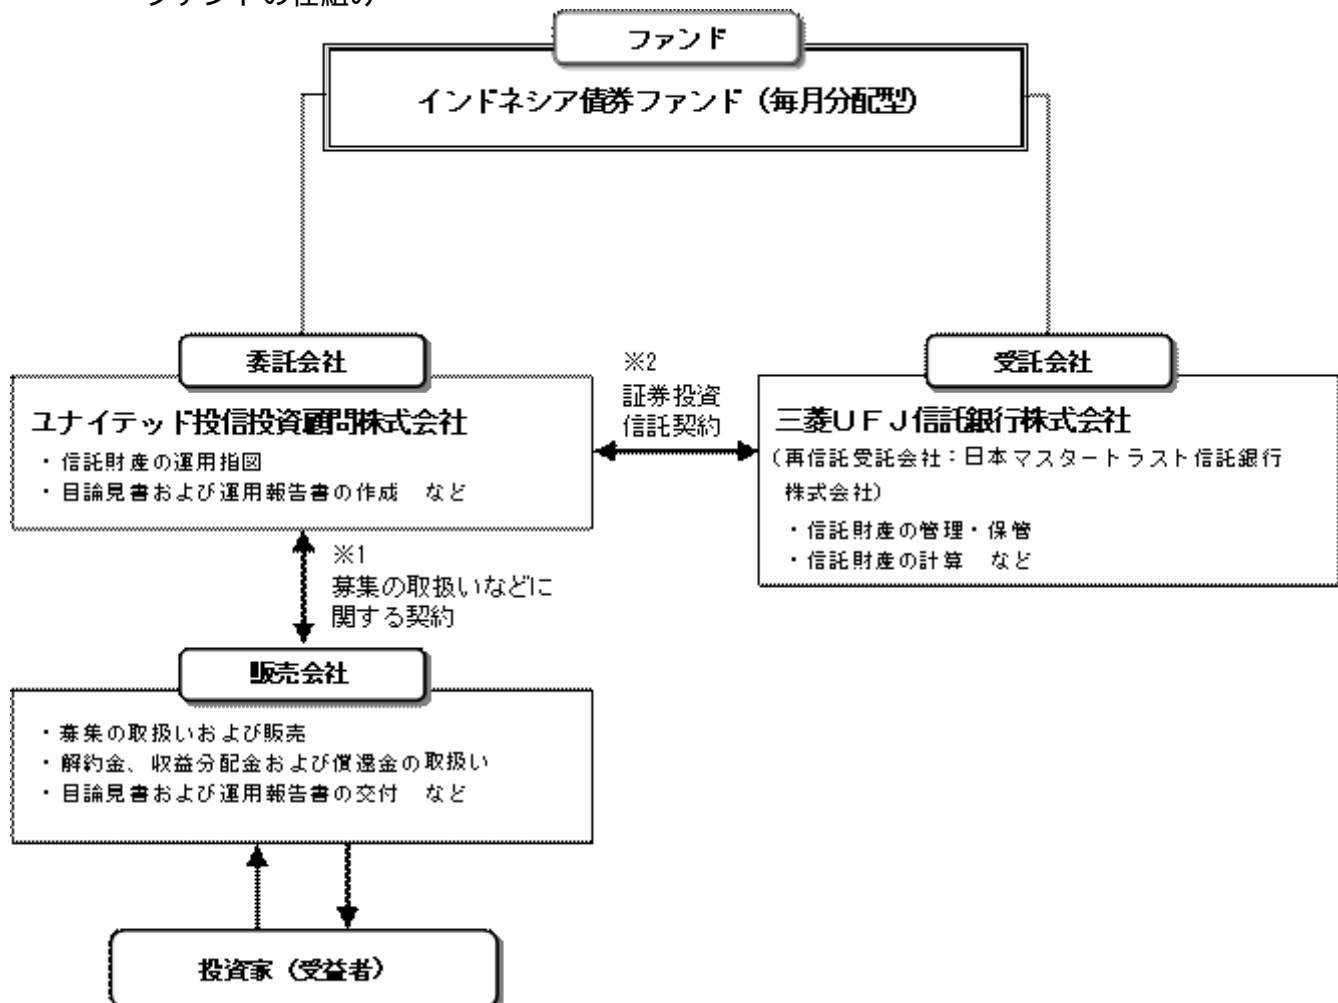 ファンドの仕組み
ファンド
インドネシア債券ファンド（毎月分配型）
委託会社
ユナイテッド投信投資顧問株式会社
・信託財産の運用指図
・目論見書および運用報告書の作成　など
※2
証券投資
信託契約
受託会社
三菱ＵＦＪ信託銀行株式会社
（再信託受託会社：日本マスタートラスト信託銀行
株式会社）
・信託財産の管理・保管
・信託財産の計算　など
※1
募集の取扱いなどに
関する契約
販売会社
・募集の取扱いおよび販売
・解約金、収益分配金および償還金の取扱い
・目論見書および運用報告書の交付　など
投資家（受益者）